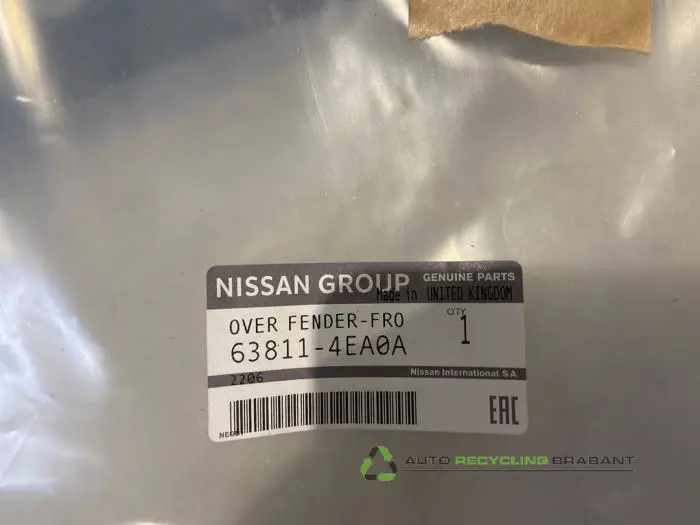 NISSAN GROUP GENUINE PARTS
Made in UNITED KINGDOM
OVER FENDER-FRO Q'TY
63811-4EA0A 1
2206 Nissan International S.A.
EAC
AUTO RECYCLING BRABANT